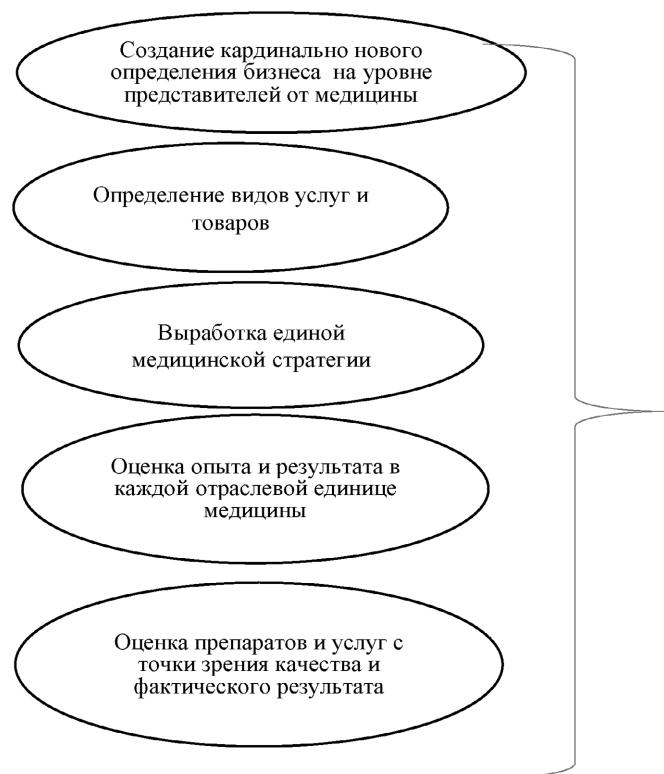 Создание кардинально нового
определения бизнеса на уровне
представителей от медицины
Определение видов услуг и
товаров
Выработка единой
медицинской стратегии
Оценка опыта и результата в
каждой отраслевой единице
медицины
Оценка препаратов и услуг с
точки зрения качества и
фактического результата